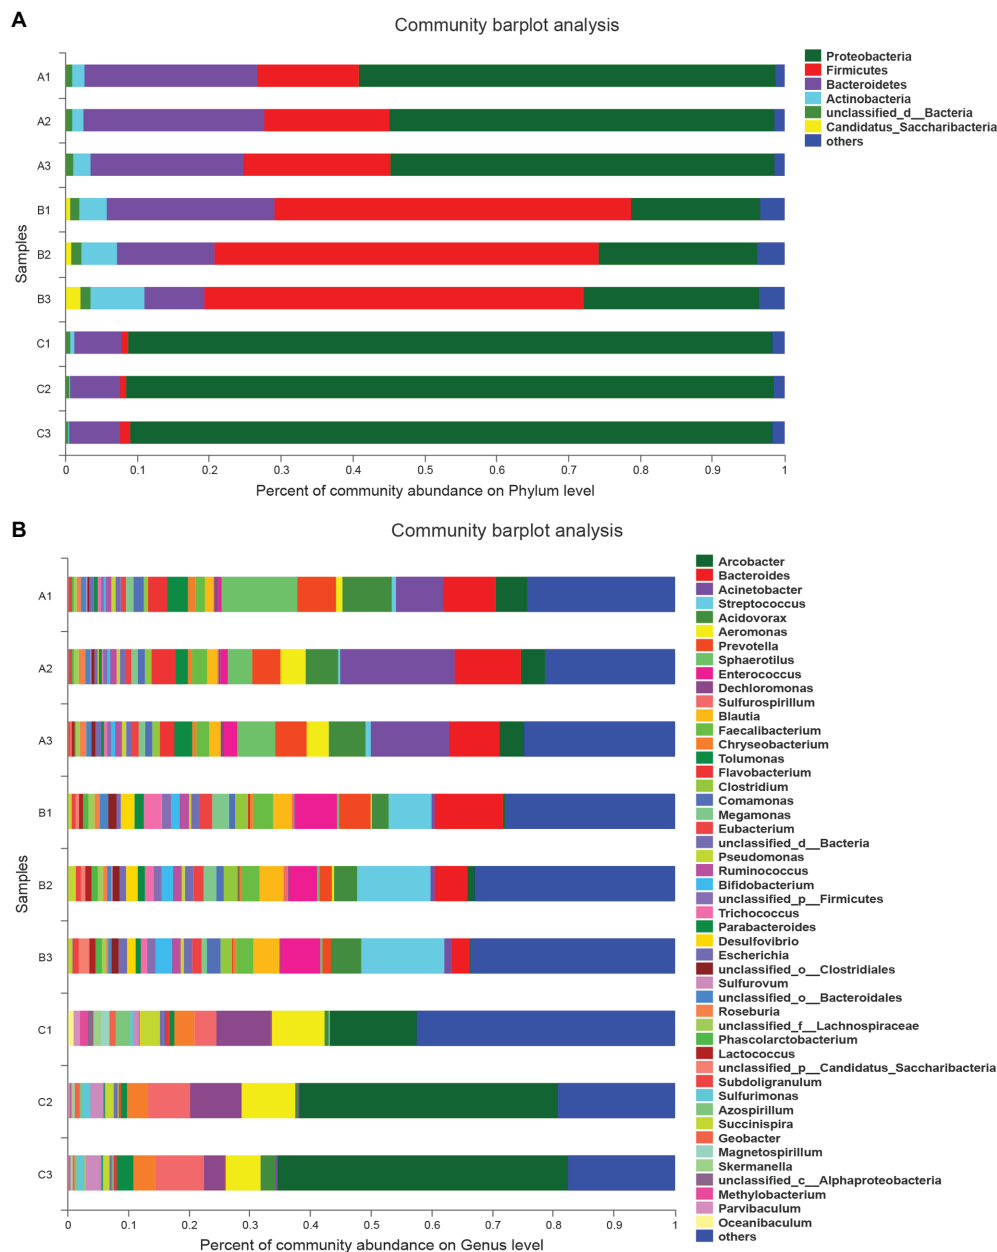 A
Community barplot analysis
A1
A2
A3
B1
B2
B3
C1
C2
C3
Samples
0 0.1 0.2 0.3 0.4 0.5 0.6 0.7 0.8 0.9 1
Percent of community abundance on Phylum level
Proteobacteria
Firmicutes
Bacteroidetes
Actinobacteria
unclassified_d__Bacteria
Candidatus_Saccharibacteria
others
B
Community barplot analysis
A1
A2
A3
B1
B2
B3
C1
C2
C3
Samples
0 0.1 0.2 0.3 0.4 0.5 0.6 0.7 0.8 0.9 1
Percent of community abundance on Genus level
Arcobacter
Bacteroides
Acinetobacter
Streptococcus
Acidovorax
Aeromonas
Prevotella
Sphaerotilus
Enterococcus
Dechloromonas
Sulfurospirillum
Blautia
Faecalibacterium
Chryseobacterium
Tolumonas
Flavobacterium
Clostridium
Comamonas
Megamonas
Eubacterium
unclassified_d__Bacteria
Pseudomonas
Ruminococcus
Bifidobacterium
unclassified_p__Firmicutes
Trichococcus
Parabacteroides
Desulfovibrio
Escherichia
unclassified_o__Clostridiales
Sulfurovum
unclassified_o__Bacteroidales
Roseburia
unclassified_f__Lachnospiraceae
Phascolarctobacterium
Lactococcus
unclassified_p__Candidatus_Saccharibacteria
Subdoligranulum
Sulfurimonas
Azospirillum
Succinispira
Geobacter
Magnetospirillum
Skermanella
unclassified_c__Alphaproteobacteria
Methylobacterium
Parvibaculum
Oceanibaculum
others